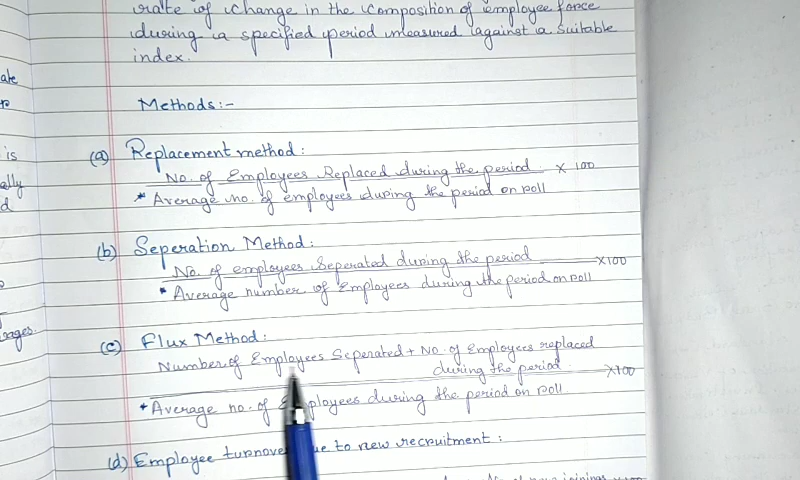 rate of change in the composition of employee force
during a specified period measured against a suitable
index.
Methods:-
(a) Replacement method:
No. of Employees Replaced during the period × 100
* Average no. of employees during the period on roll
(b) Seperation Method:
No. of employees Seperated during the period ×100
* Average number of Employees during the period on roll
(c) Flux Method:
Number of Employees Seperated + No. of Employees replaced
during the period ×100
* Average no. of Employees during the period on roll
(d) Employee turnover due to new recruitment: